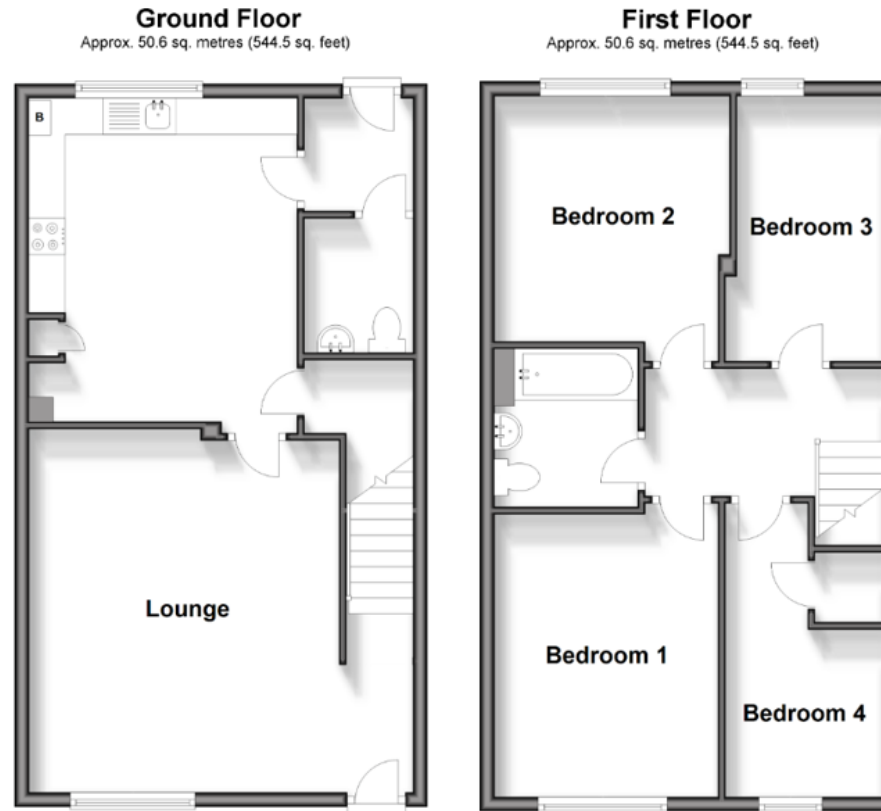 Ground Floor
Approx. 50.6 sq. metres (544.5 sq. feet)
B
Lounge
First Floor
Approx. 50.6 sq. metres (544.5 sq. feet)
Bedroom 2
Bedroom 3
Bedroom 1
Bedroom 4